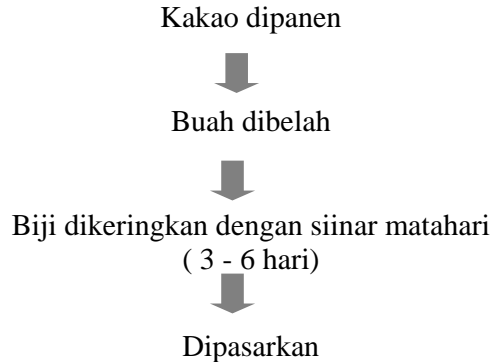 Kakao dipanen
Buah dibelah
Biji dikeringkan dengan siinar matahari
( 3 - 6 hari)
Dipasarkan